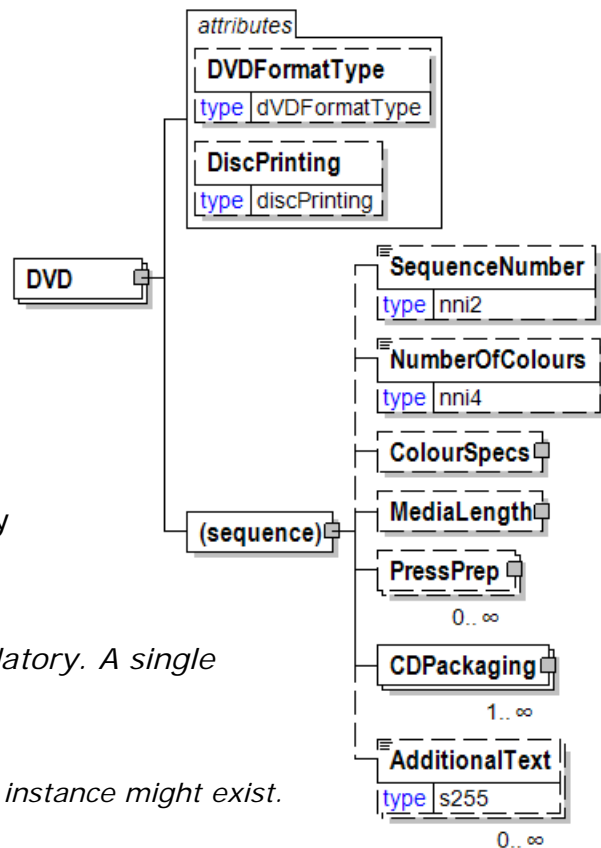 attributes
DVDFormatType
type dVDFormatType
DiscPrinting
type discPrinting
DVD
SequenceNumber
type nni2
NumberOfColours
type nni4
ColourSpecs
MediaLength
y
(sequence)
PressPrep
0.. ∞
latory. A single
CDPackaging
1.. ∞
AdditionalText
type s255
instance might exist.
0.. ∞